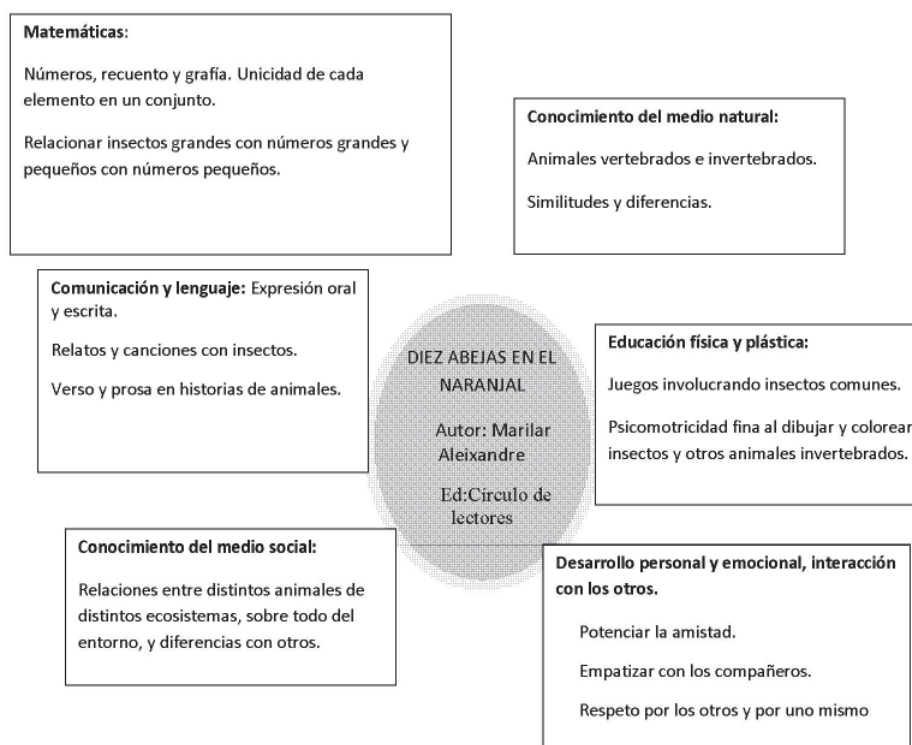 Matemáticas:
Números, recuento y grafía. Unicidad de cada
elemento en un conjunto.
Relacionar insectos grandes con números grandes y
pequeños con números pequeños.
Conocimiento del medio natural:
Animales vertebrados e invertebrados.
Similitudes y diferencias.
Comunicación y lenguaje: Expresión oral
y escrita.
Relatos y canciones con insectos.
Verso y prosa en historias de animales.
DIEZ ABEJAS EN EL
NARANJAL
Autor: Marilar
Aleixandre
Ed:Círculo de
lectores
Educación física y plástica:
Juegos involucrando insectos comunes.
Psicomotricidad fina al dibujar y colorear
insectos y otros animales invertebrados.
Conocimiento del medio social:
Relaciones entre distintos animales de
distintos ecosistemas, sobre todo del
entorno, y diferencias con otros.
Desarrollo personal y emocional, interacción
con los otros.
Potenciar la amistad.
Empatizar con los compañeros.
Respeto por los otros y por uno mismo